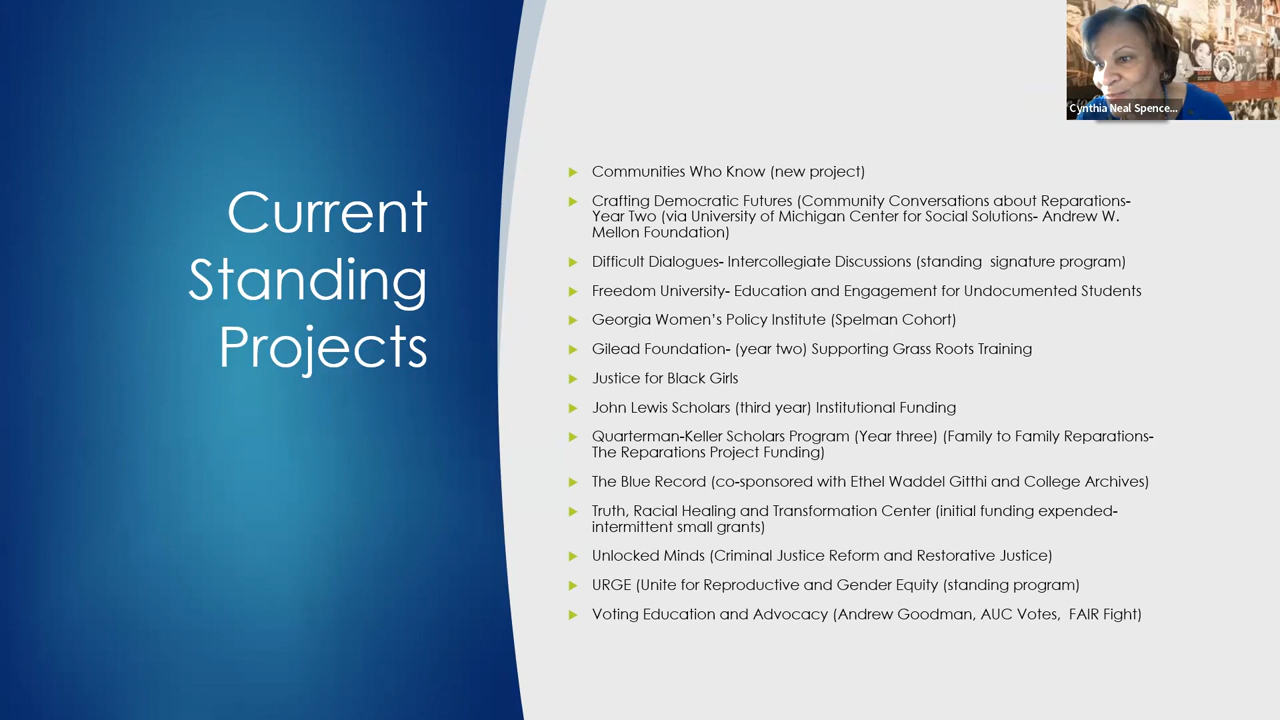 Current
Standing
Projects
Cynthia Neal Spence...
Communities Who Know (new project)
Crafting Democratic Futures (Community Conversations about Reparations-
Year Two (via University of Michigan Center for Social Solutions- Andrew W.
Mellon Foundation)
Difficult Dialogues- Intercollegiate Discussions (standing  signature program)
Freedom University- Education and Engagement for Undocumented Students
Georgia Women’s Policy Institute (Spelman Cohort)
Gilead Foundation- (year two) Supporting Grass Roots Training
Justice for Black Girls
John Lewis Scholars (third year) Institutional Funding
Quarterman-Keller Scholars Program (Year three) (Family to Family Reparations-
The Reparations Project Funding)
The Blue Record (co-sponsored with Ethel Waddel Gitthi and College Archives)
Truth, Racial Healing and Transformation Center (initial funding expended-
intermittent small grants)
Unlocked Minds (Criminal Justice Reform and Restorative Justice)
URGE (Unite for Reproductive and Gender Equity (standing program)
Voting Education and Advocacy (Andrew Goodman, AUC Votes,  FAIR Fight)